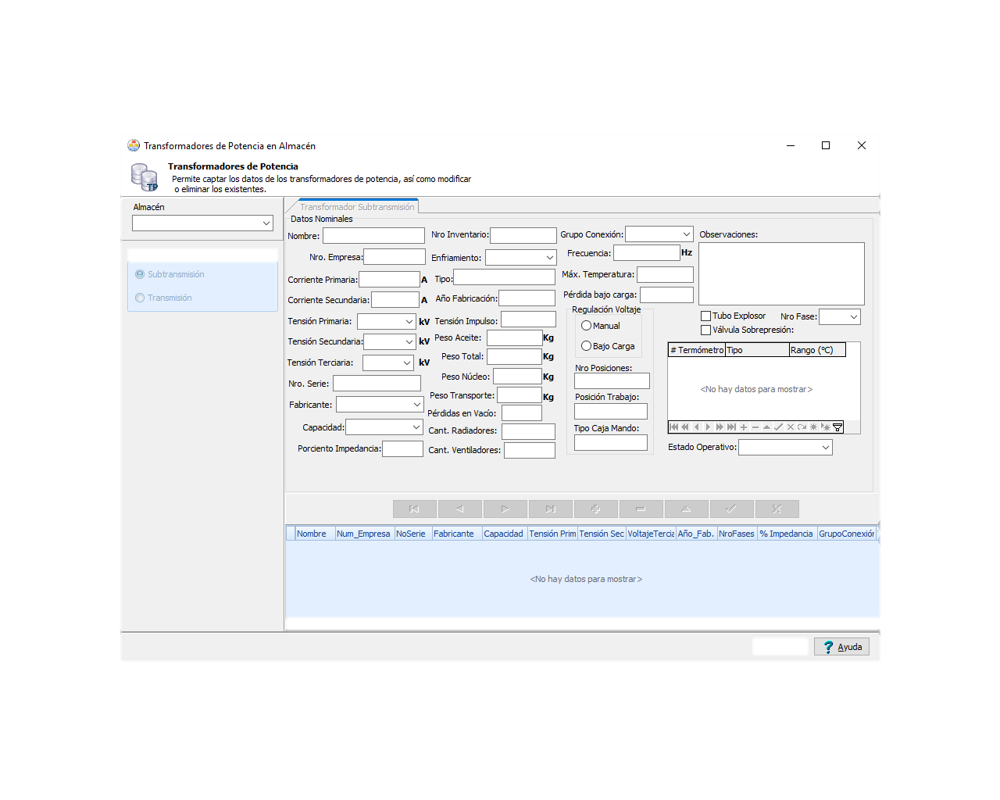 Transformadores de Potencia en Almacén
Transformadores de Potencia
Permite captar los datos de los transformadores de potencia, así como modificar
o eliminar los existentes.
TP
Almacén
Subtransmisión
Transmisión
Transformador Subtransmisión
Datos Nominales
Nombre:
Nro. Empresa:
Corriente Primaria: A
Corriente Secundaria: A
Tensión Primaria: kV
Tensión Secundaria: kV
Tensión Terciaria: kV
Nro. Serie:
Fabricante:
Capacidad:
Porciento Impedancia:
Nro Inventario:
Enfriamiento:
Tipo:
Año Fabricación:
Tensión Impulso:
Peso Aceite: Kg
Peso Total: Kg
Peso Núcleo: Kg
Peso Transporte: Kg
Pérdidas en Vacío:
Cant. Radiadores:
Cant. Ventiladores:
Grupo Conexión:
Frecuencia: Hz
Máx. Temperatura:
Pérdida bajo carga:
Regulación Voltaje
Manual
Bajo Carga
Nro Posiciones:
Posición Trabajo:
Tipo Caja Mando:
Observaciones:
Tubo Explosor Nro Fase:
Válvula Sobrepresión:
# Termómetro Tipo Rango (ºC)
<No hay datos para mostrar>
Estado Operativo:
Nombre Num_Empresa NoSerie Fabricante Capacidad Tensión Prim Tensión Sec VoltajeTercia Año_Fab. NroFases % Impedancia GrupoConexión
<No hay datos para mostrar>
Ayuda